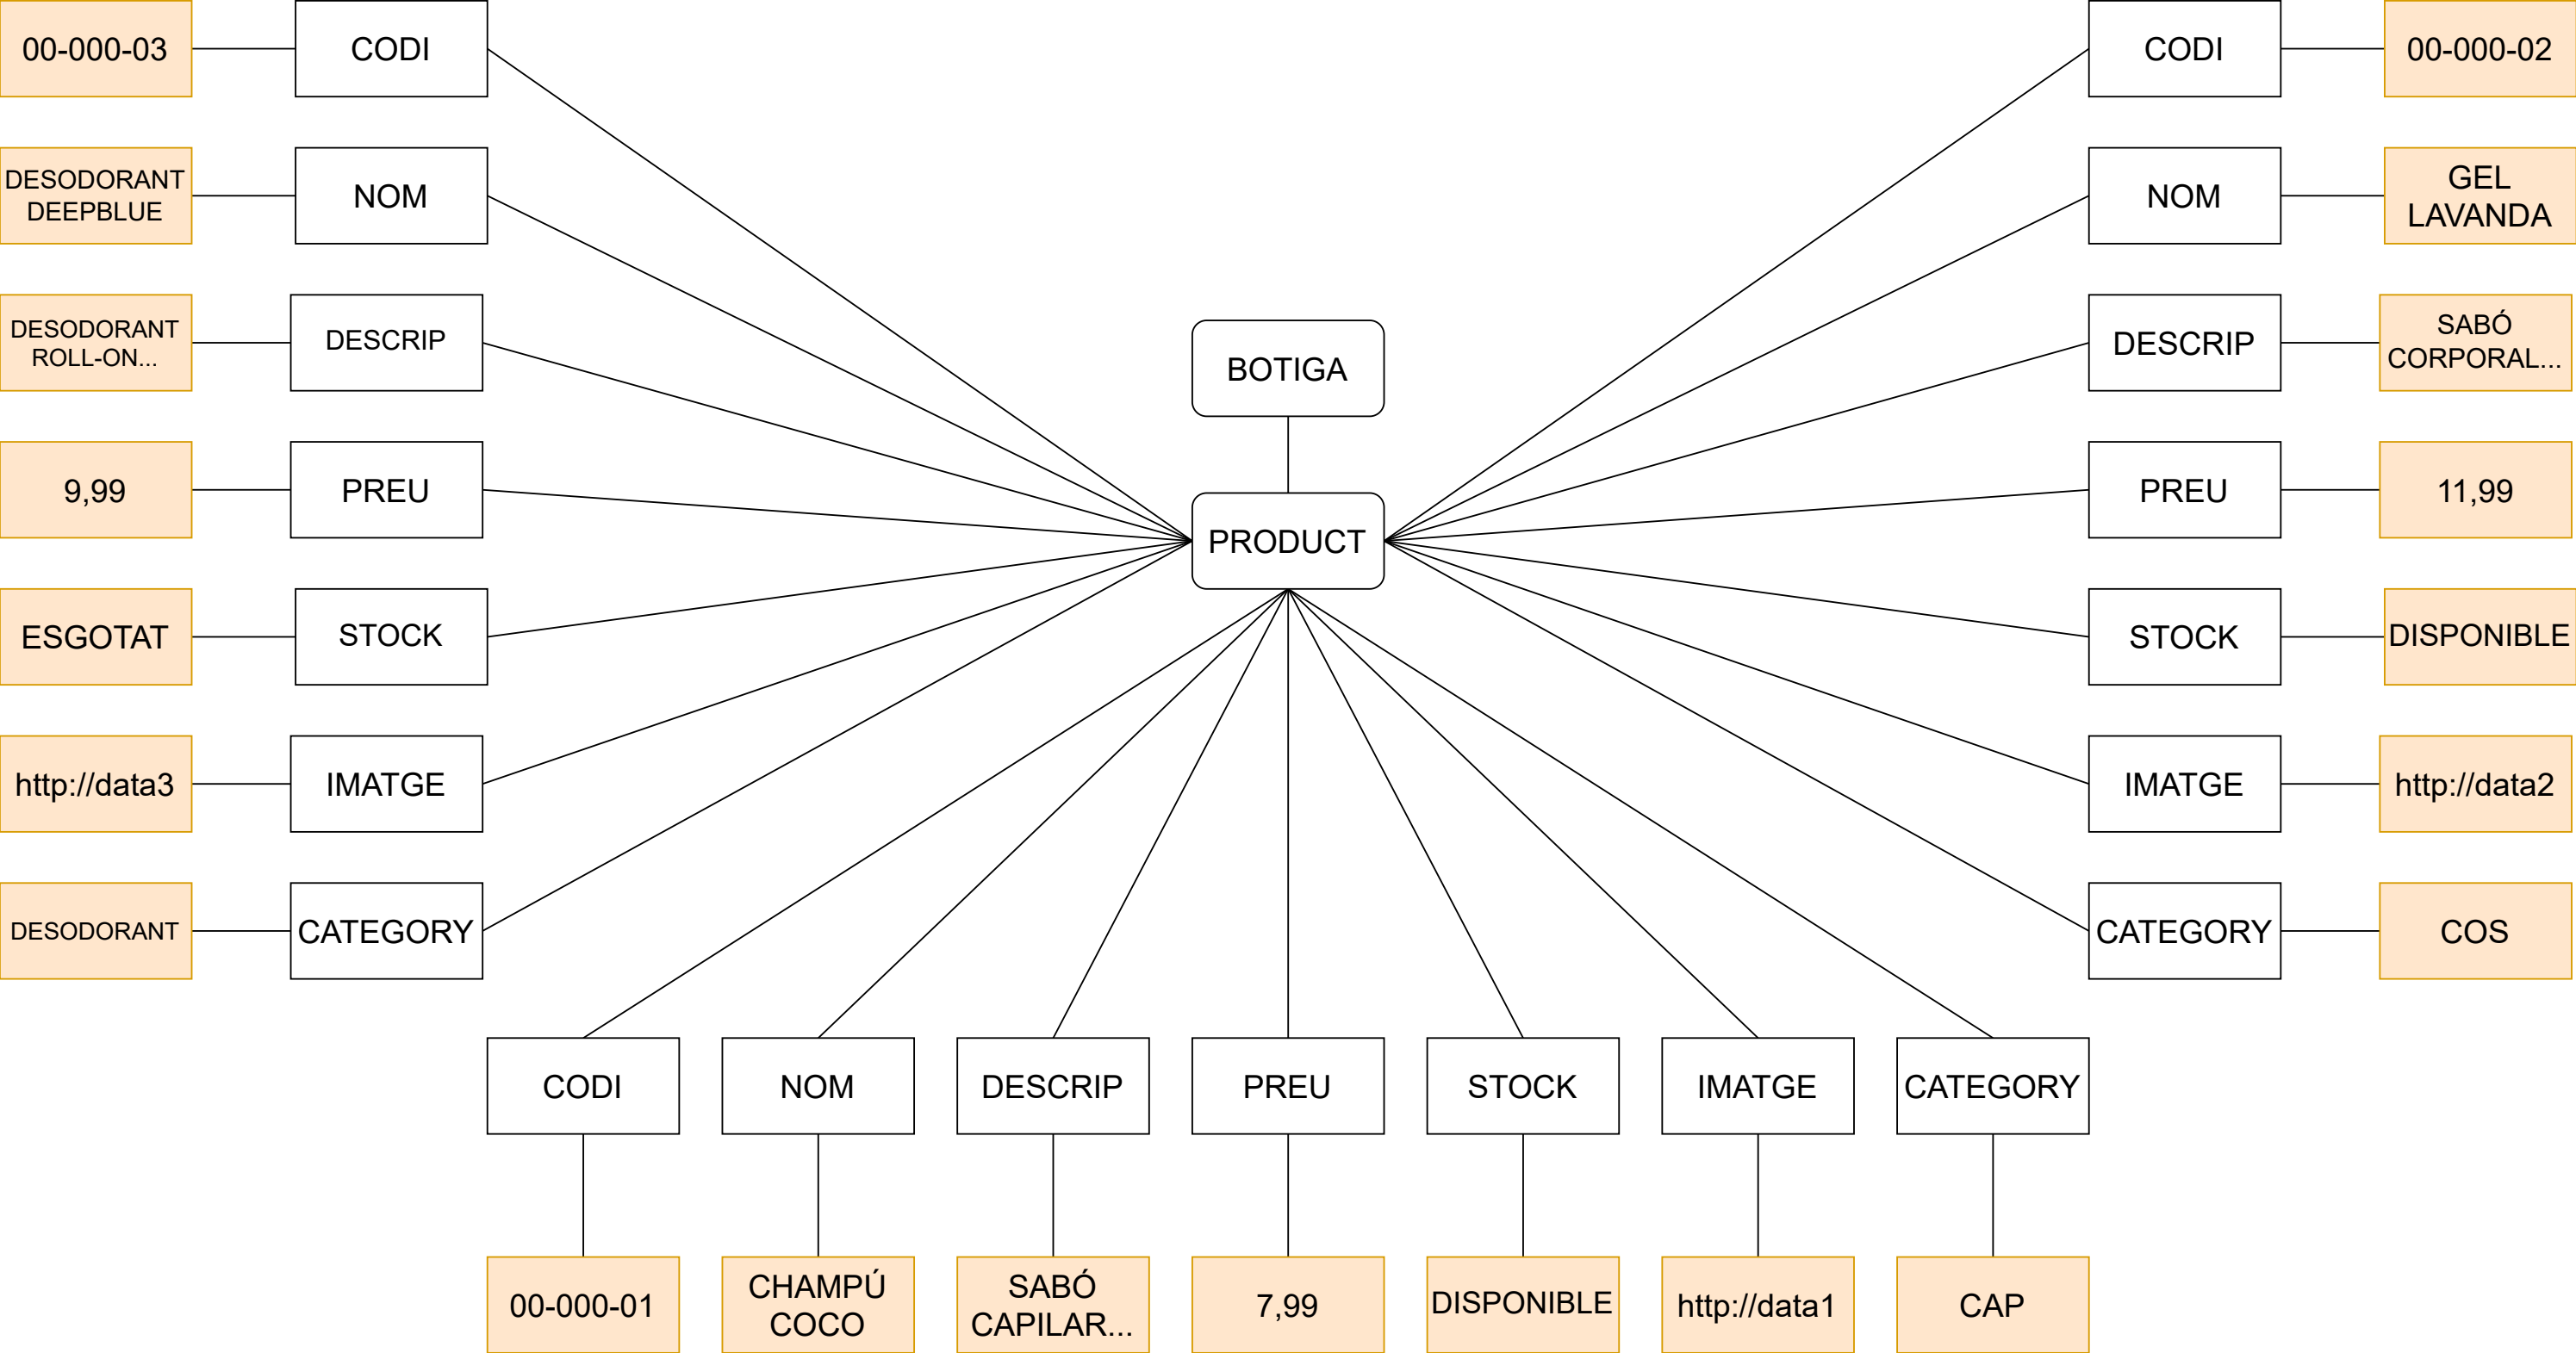 00-000-03
CODI
CODI
00-000-02
DESODORANT
DEEPBLUE
NOM
NOM
GEL
LAVANDA
DESODORANT
ROLL-ON...
DESCRIP
BOTIGA
DESCRIP
SABÓ
CORPORAL...
9,99
PREU
PRODUCT
PREU
11,99
ESGOTAT
STOCK
STOCK
DISPONIBLE
http://data3
IMATGE
IMATGE
http://data2
DESODORANT
CATEGORY
CATEGORY
COS
CODI
NOM
DESCRIP
PREU
STOCK
IMATGE
CATEGORY
00-000-01
CHAMPÚ
COCO
SABÓ
CAPILAR...
7,99
DISPONIBLE
http://data1
CAP